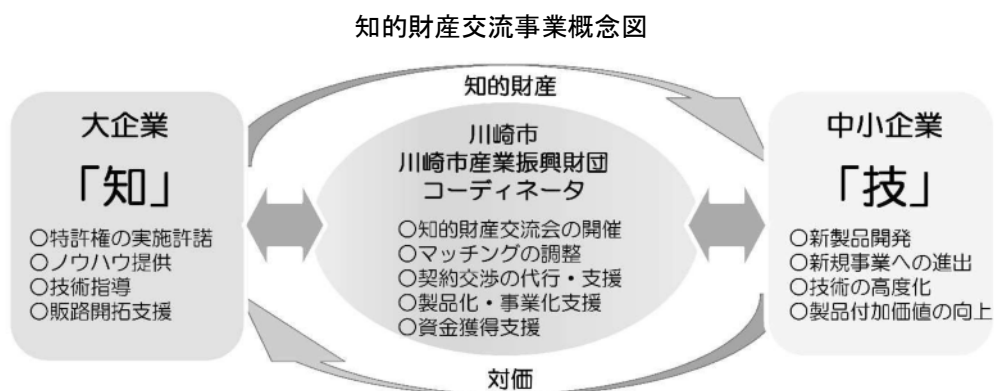 知的財産交流事業概念図
知的財産
大企業
「知」
○特許権の実施許諾
○ノウハウ提供
○技術指導
○販路開拓支援
川崎市
川崎市産業振興財団
コーディネータ
○知的財産交流会の開催
○マッチングの調整
○契約交渉の代行・支援
○製品化・事業化支援
○資金獲得支援
中小企業
「技」
○新製品開発
○新規事業への進出
○技術の高度化
○製品付加価値の向上
対価